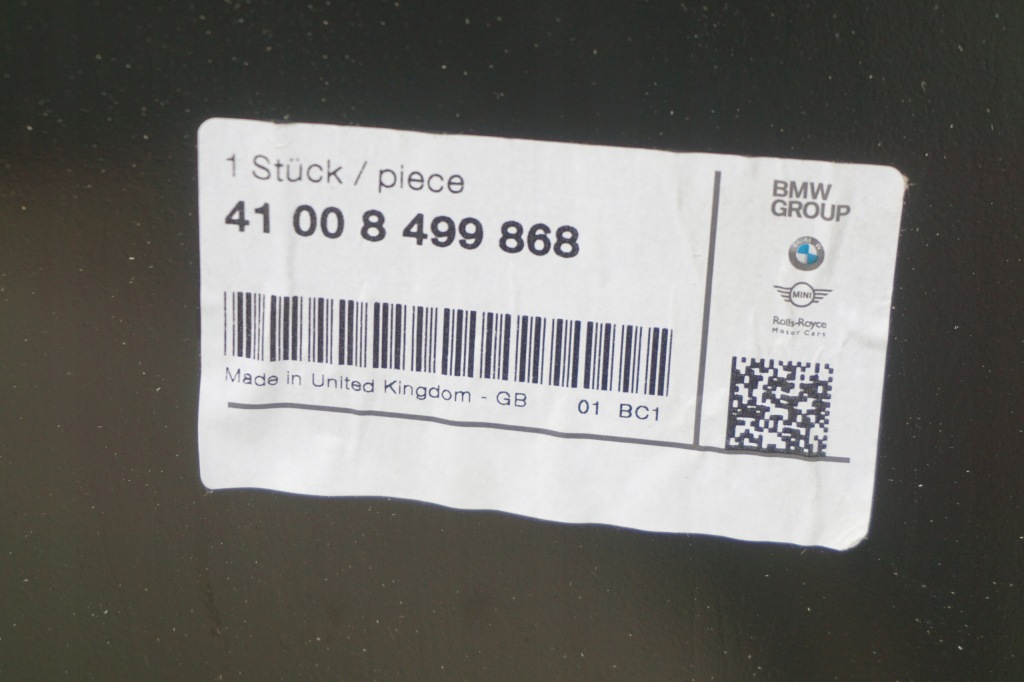 1 Stück / piece
41 00 8 499 868
Made in United Kingdom - GB 01 BC1
BMW
GROUP
MINI
Rolls-Royce
Motor Cars